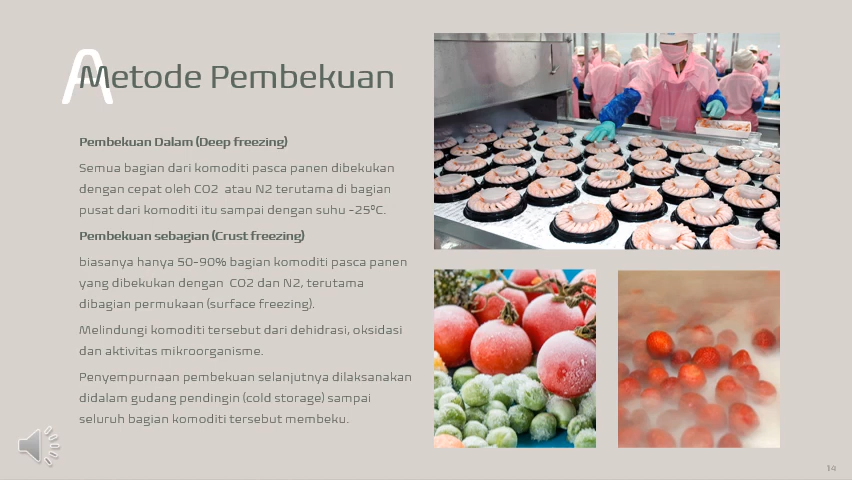 A
Metode Pembekuan
Pembekuan Dalam (Deep freezing)
Semua bagian dari komoditi pasca panen dibekukan
dengan cepat oleh CO2 atau N2 terutama di bagian
pusat dari komoditi itu sampai dengan suhu -25ºC.
Pembekuan sebagian (Crust freezing)
biasanya hanya 50-90% bagian komoditi pasca panen
yang dibekukan dengan CO2 dan N2, terutama
dibagian permukaan (surface freezing).
Melindungi komoditi tersebut dari dehidrasi, oksidasi
dan aktivitas mikroorganisme.
Penyempurnaan pembekuan selanjutnya dilaksanakan
didalam gudang pendingin (cold storage) sampai
seluruh bagian komoditi tersebut membeku.